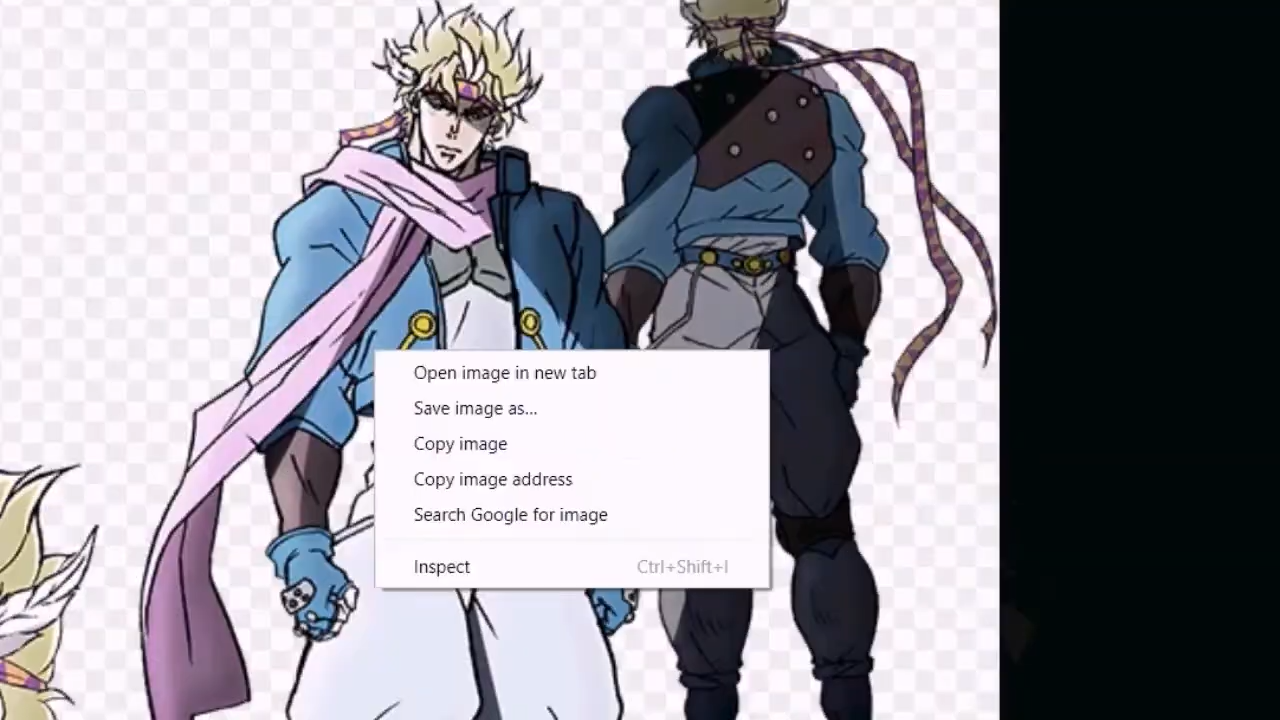 Open image in new tab
Save image as...
Copy image
Copy image address
Search Google for image
Inspect Ctrl+Shift+I